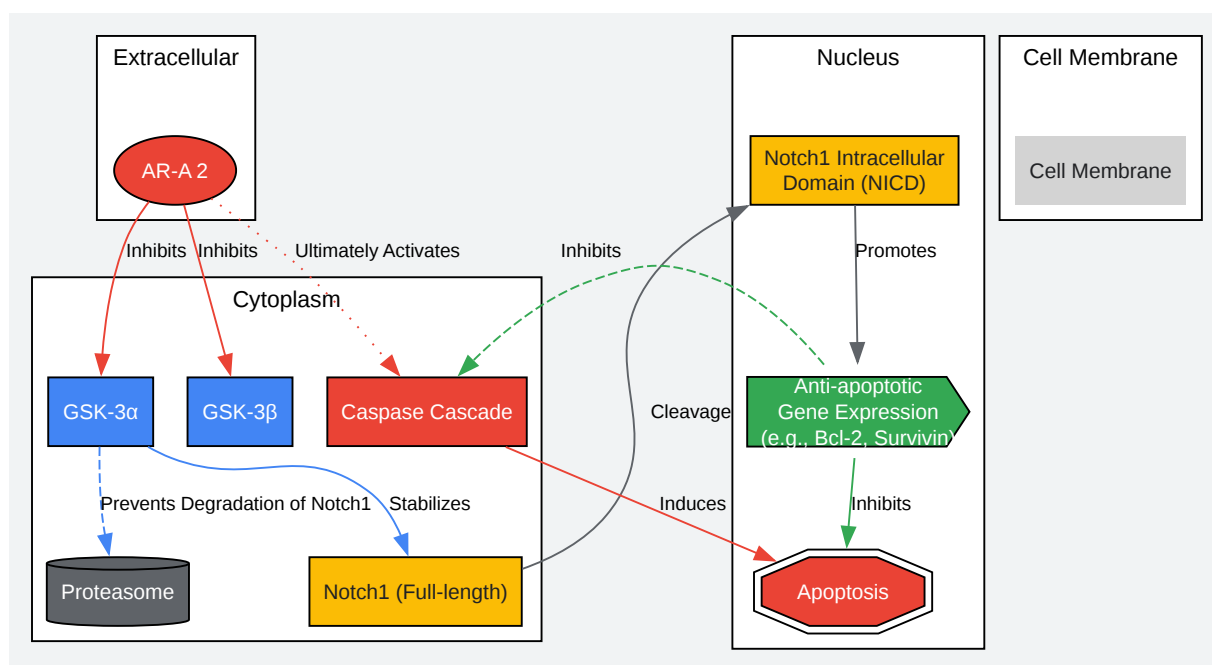 Extracellular
Nucleus
Cell Membrane
AR-A 2
Notch1 Intracellular
Domain (NICD)
Cell Membrane
Inhibits
Inhibits
Ultimately Activates
Inhibits
Promotes
Cytoplasm
GSK-3α
GSK-3β
Caspase Cascade
Cleavage
Anti-apoptotic
Gene Expression
(e.g., Bcl-2, Survivin)
Prevents Degradation of Notch1
Stabilizes
Induces
Inhibits
Proteasome
Notch1 (Full-length)
Apoptosis